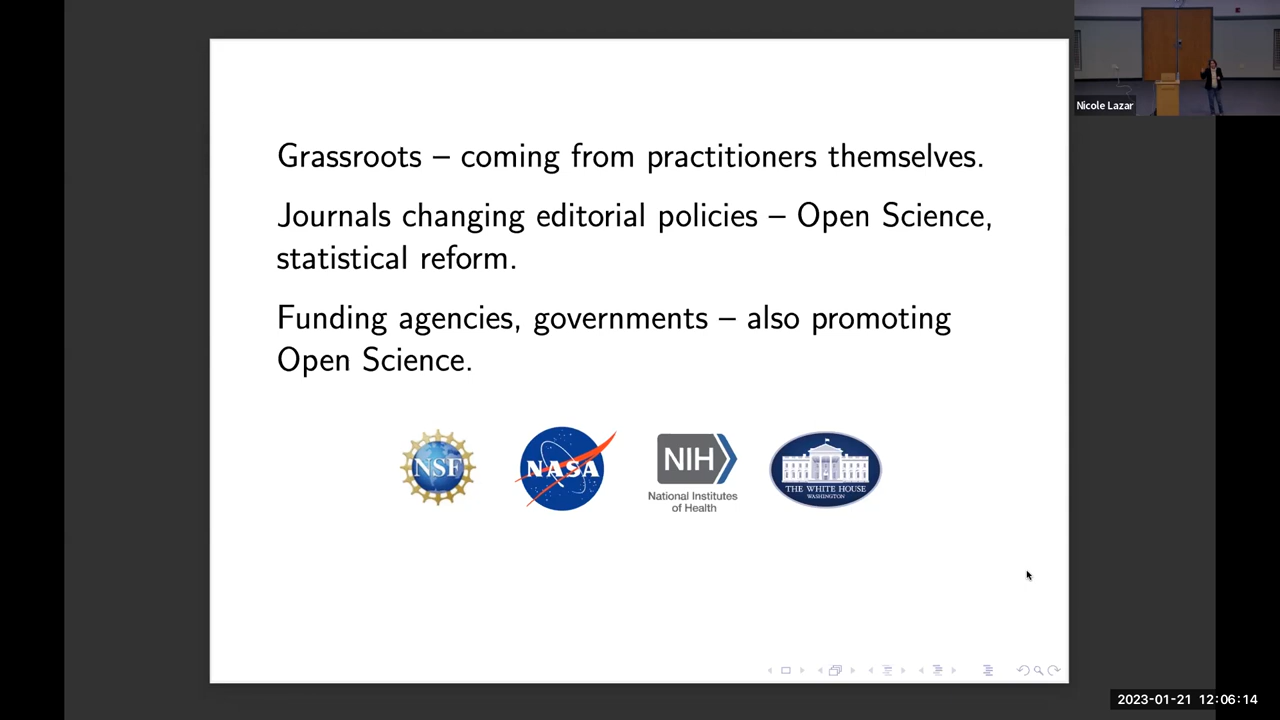 Nicole Lazar
Grassroots – coming from practitioners themselves.
Journals changing editorial policies – Open Science,
statistical reform.
Funding agencies, governments – also promoting
Open Science.
NSF
NASA
NIH
National Institutes
of Health
THE WHITE HOUSE
WASHINGTON
2023-01-21 12:06:14